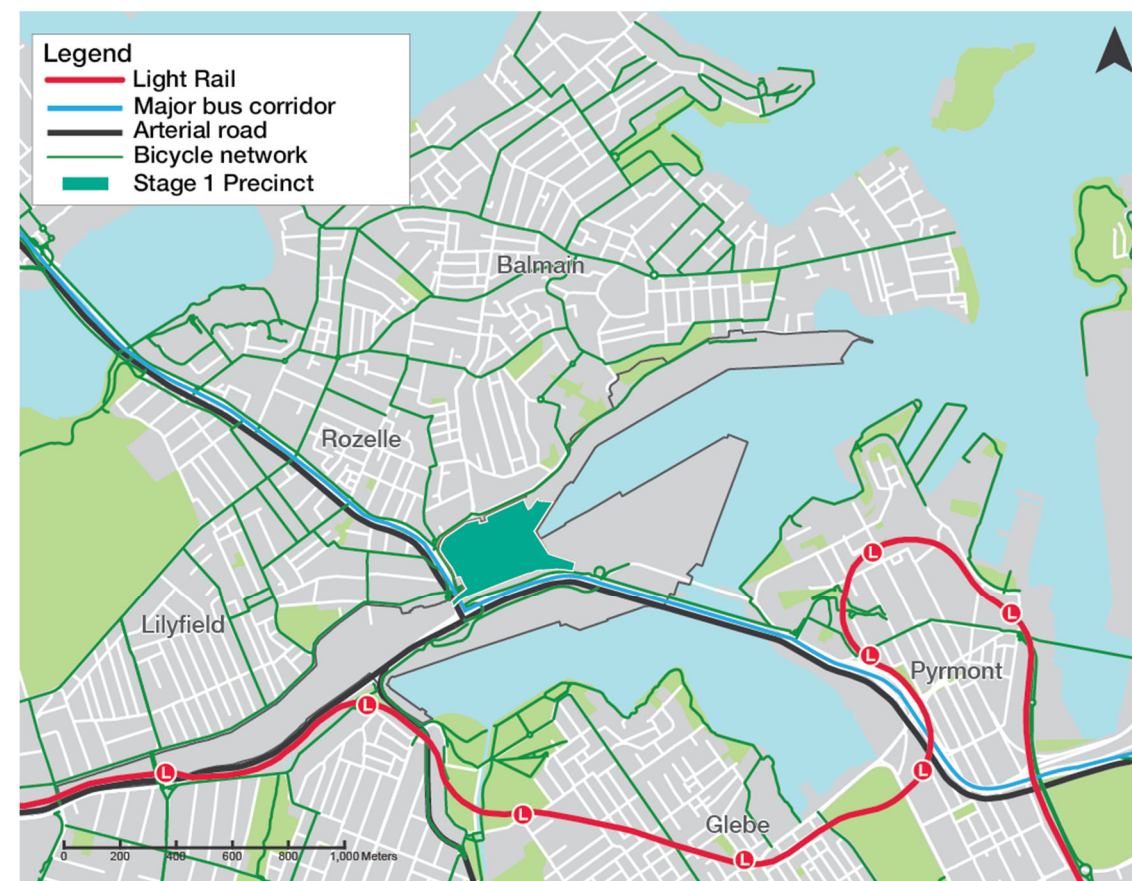 Legend
Light Rail
Major bus corridor
Arterial road
Bicycle network
Stage 1 Precinct
Balmain
Rozelle
Lilyfield
Pyrmont
Glebe
L
L
L
L
L
L
L
L
0 200 400 600 800 1,000 Meters